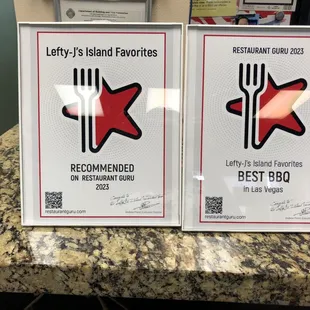 Lefty-J's Island Favorites
RECOMMENDED
ON RESTAURANT GURU
2023
restaurantguru.com
RESTAURANT GURU 2023
Lefty-J's Island Favorites
BEST BBQ
in Las Vegas
restaurantguru.com